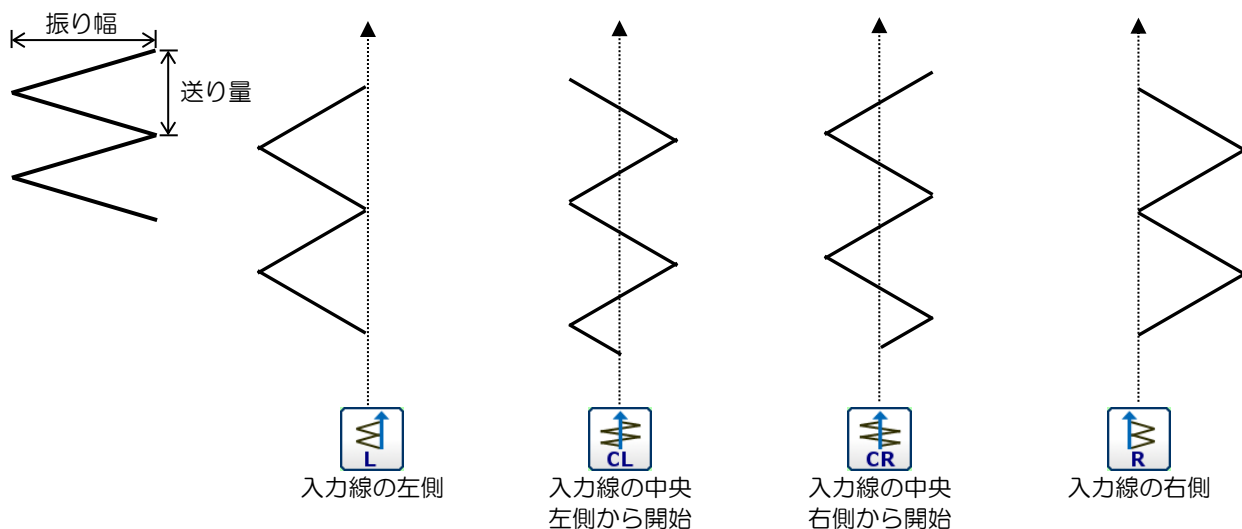 振り幅
送り量
L
入力線の左側
CL
入力線の中央
左側から開始
CR
入力線の中央
右側から開始
R
入力線の右側